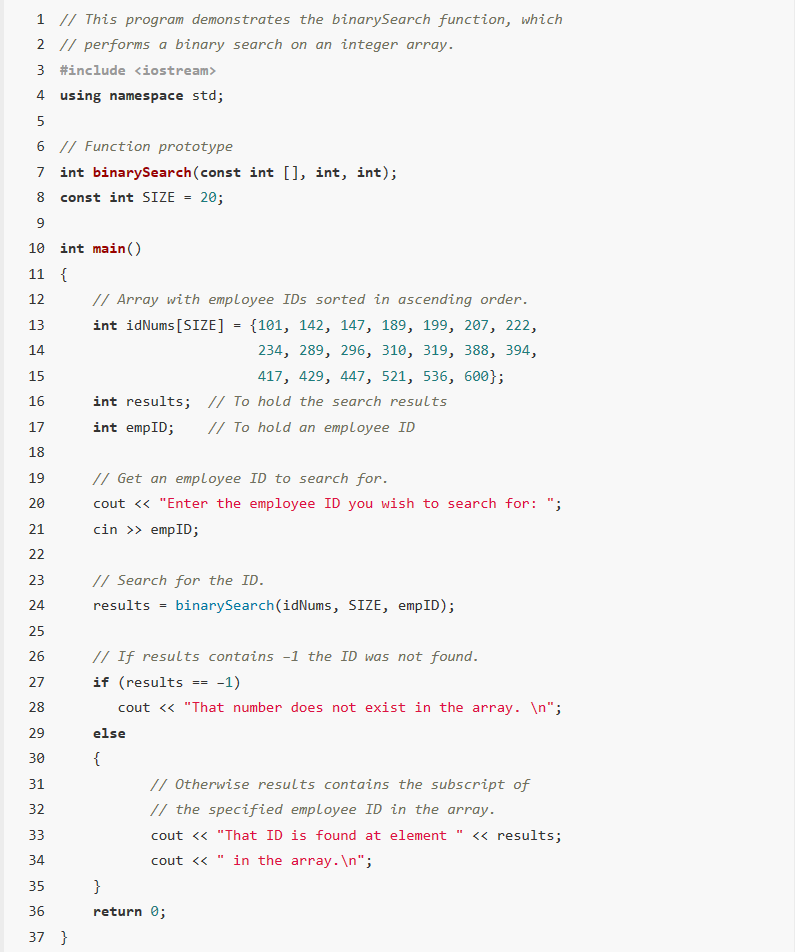 1 // This program demonstrates the binarySearch function, which
2 // performs a binary search on an integer array.
3 #include <iostream>
4 using namespace std;
5
6 // Function prototype
7 int binarySearch(const int [], int, int);
8 const int SIZE = 20;
9
10 int main()
11 {
12     // Array with employee IDs sorted in ascending order.
13     int idNums[SIZE] = {101, 142, 147, 189, 199, 207, 222,
14                         234, 289, 296, 310, 319, 388, 394,
15                         417, 429, 447, 521, 536, 600};
16     int results;  // To hold the search results
17     int empID;    // To hold an employee ID
18
19     // Get an employee ID to search for.
20     cout << "Enter the employee ID you wish to search for: ";
21     cin >> empID;
22
23     // Search for the ID.
24     results = binarySearch(idNums, SIZE, empID);
25
26     // If results contains −1 the ID was not found.
27     if (results == −1)
28        cout << "That number does not exist in the array. \n";
29     else
30     {
31            // Otherwise results contains the subscript of
32            // the specified employee ID in the array.
33            cout << "That ID is found at element " << results;
34            cout << " in the array.\n";
35     }
36     return 0;
37 }